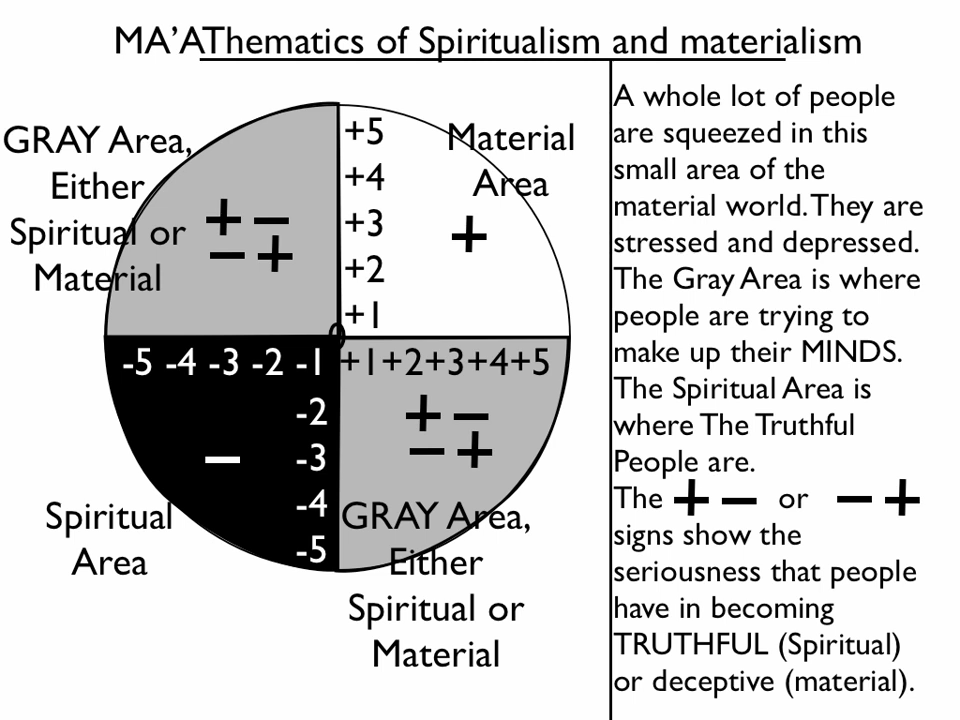 MA'AThematics of Spiritualism and materialism
GRAY Area,
Either
Spiritual or
Material
+ −
− +
+5
+4
+3
+2
+1
0
Material
Area
+
-5 -4 -3 -2 -1 +1+2+3+4+5
-2
-3
-4
-5
−
Spiritual
Area
+ −
− +
GRAY Area,
Either
Spiritual or
Material
A whole lot of people
are squeezed in this
small area of the
material world. They are
stressed and depressed.
The Gray Area is where
people are trying to
make up their MINDS.
The Spiritual Area is
where The Truthful
People are.
The + − or − +
signs show the
seriousness that people
have in becoming
TRUTHFUL (Spiritual)
or deceptive (material).